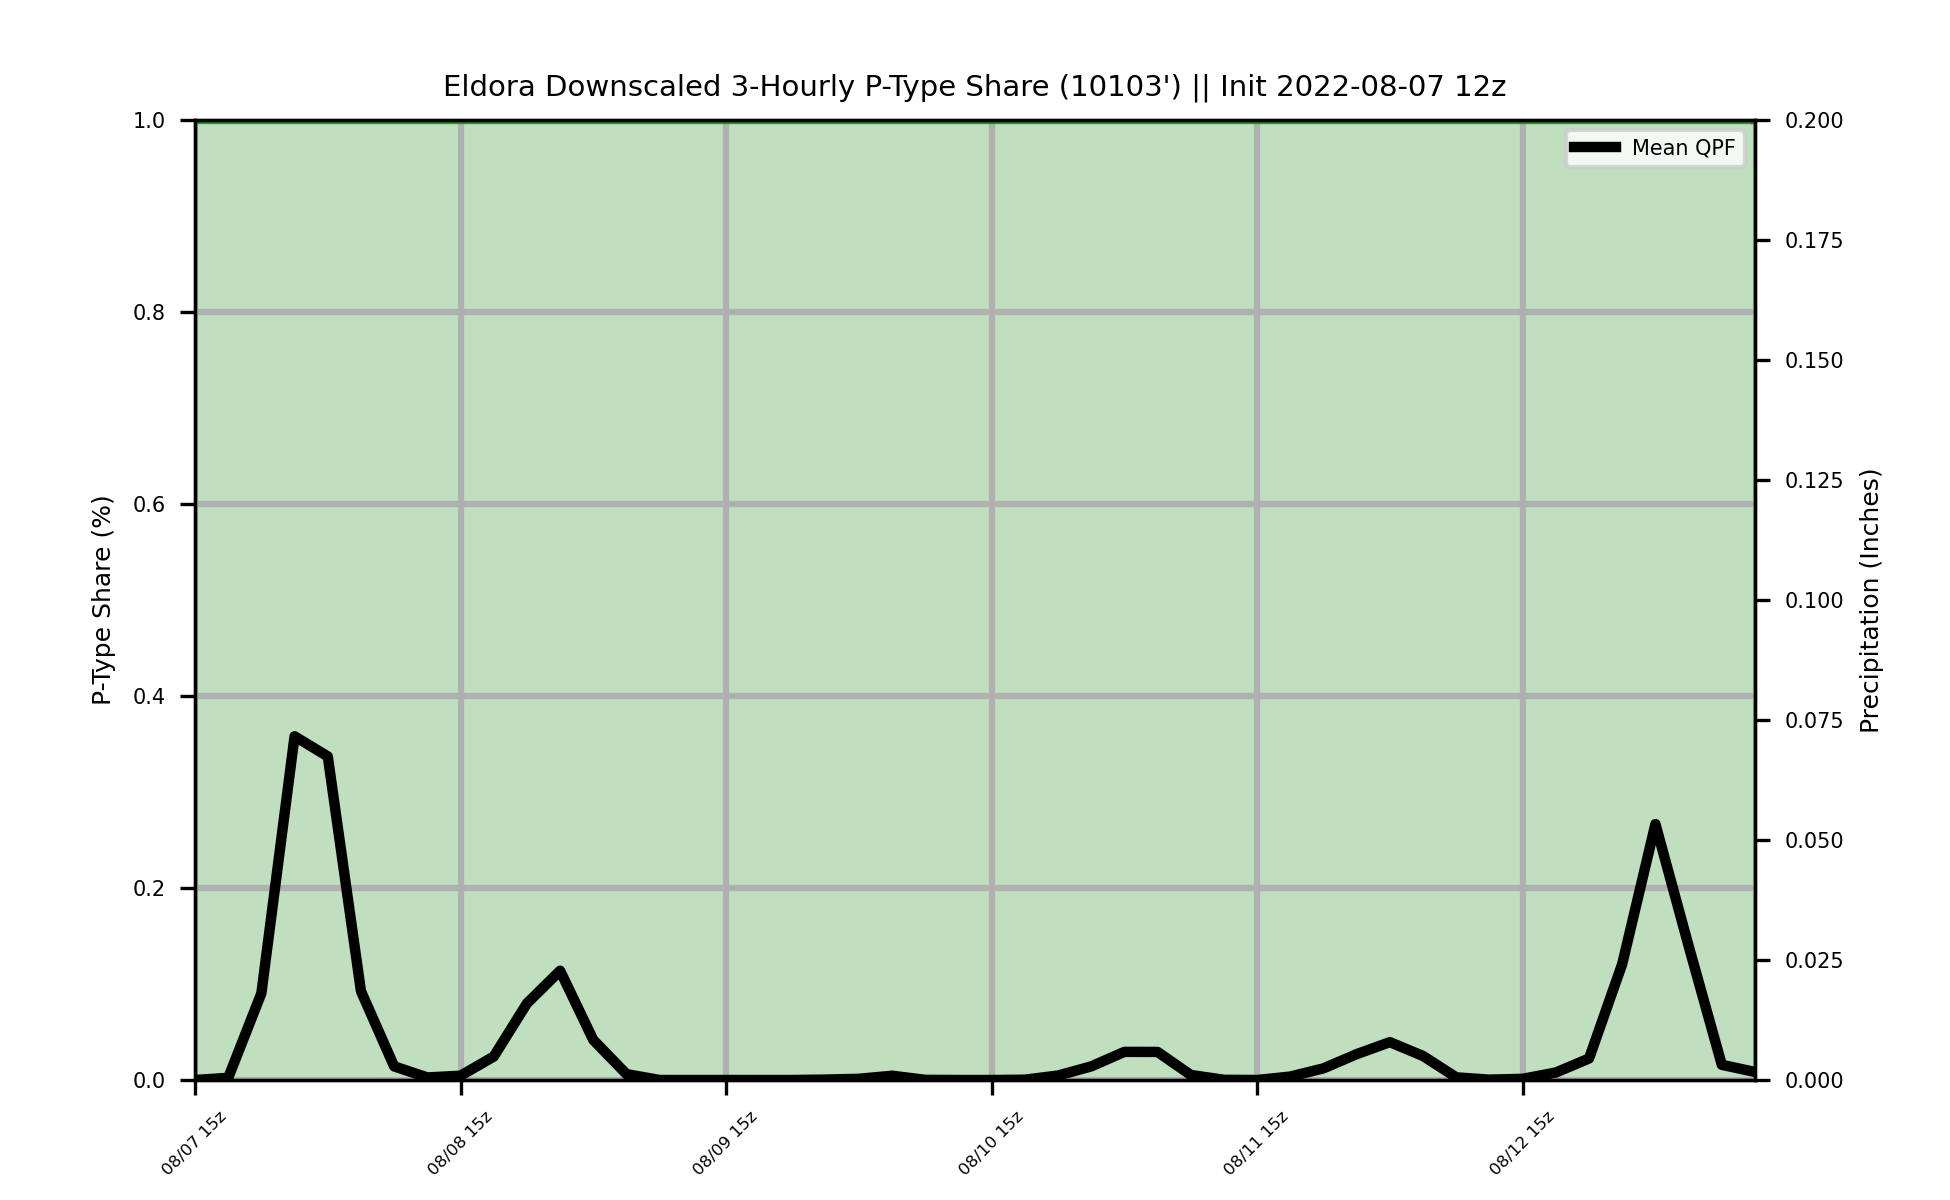 Eldora Downscaled 3-Hourly P-Type Share (10103') || Init 2022-08-07 12z
Mean QPF
P-Type Share (%)
1.0
0.8
0.6
0.4
0.2
0.0
0.200
0.175
0.150
0.125
0.100
0.075
0.050
0.025
0.000
Precipitation (Inches)
08/07 15z
08/08 15z
08/09 15z
08/10 15z
08/11 15z
08/12 15z